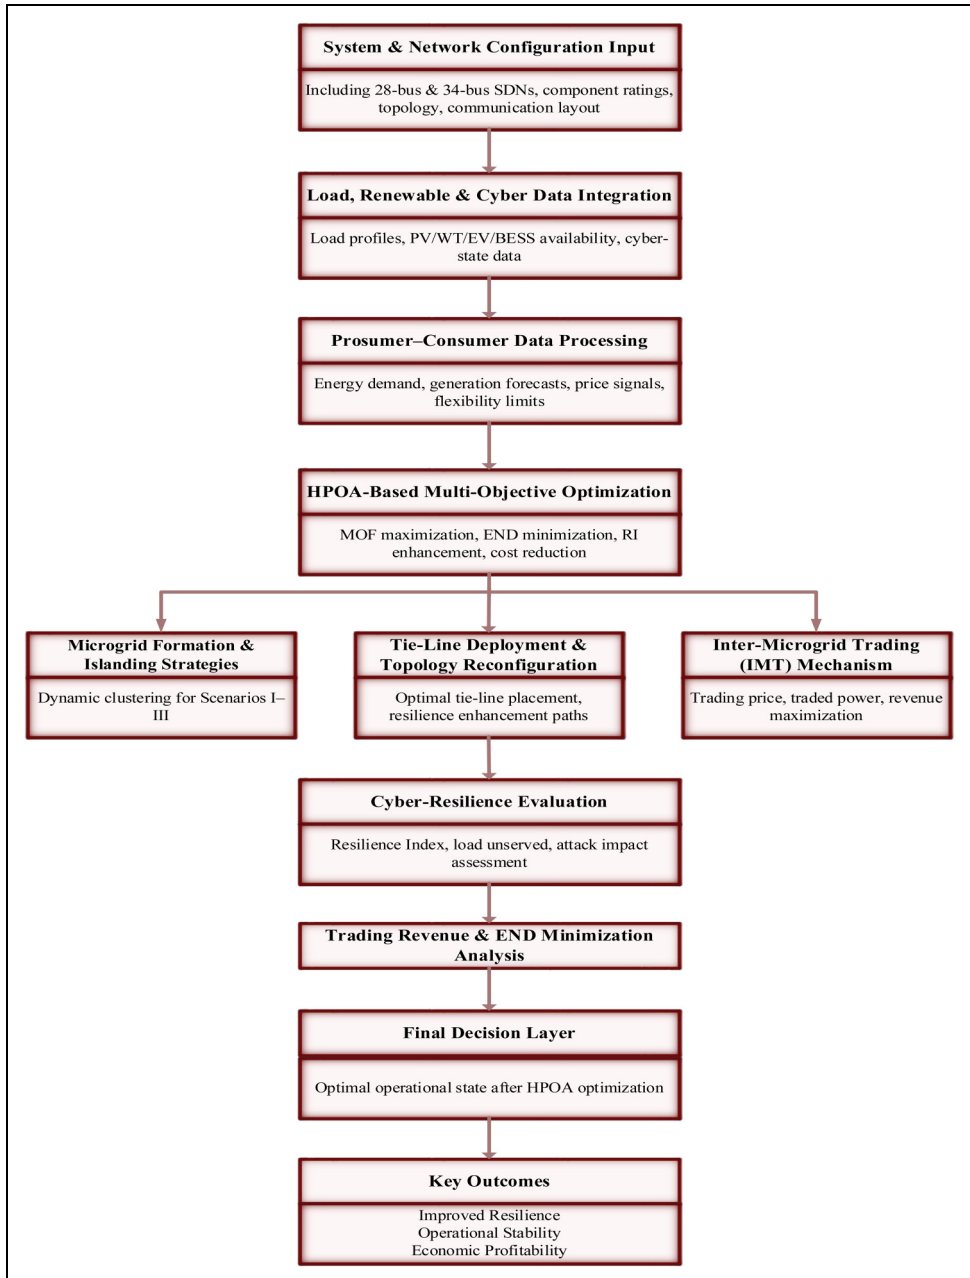 System & Network Configuration Input
Including 28-bus & 34-bus SDNs, component ratings,
topology, communication layout
Load, Renewable & Cyber Data Integration
Load profiles, PV/WT/EV/BESS availability, cyber-
state data
Prosumer–Consumer Data Processing
Energy demand, generation forecasts, price signals,
flexibility limits
HPOA-Based Multi-Objective Optimization
MOF maximization, END minimization, RI
enhancement, cost reduction
Microgrid Formation &
Islanding Strategies
Dynamic clustering for Scenarios I–
III
Tie-Line Deployment &
Topology Reconfiguration
Optimal tie-line placement,
resilience enhancement paths
Inter-Microgrid Trading
(IMT) Mechanism
Trading price, traded power, revenue
maximization
Cyber-Resilience Evaluation
Resilience Index, load unserved, attack impact
assessment
Trading Revenue & END Minimization
Analysis
Final Decision Layer
Optimal operational state after HPOA optimization
Key Outcomes
Improved Resilience
Operational Stability
Economic Profitability